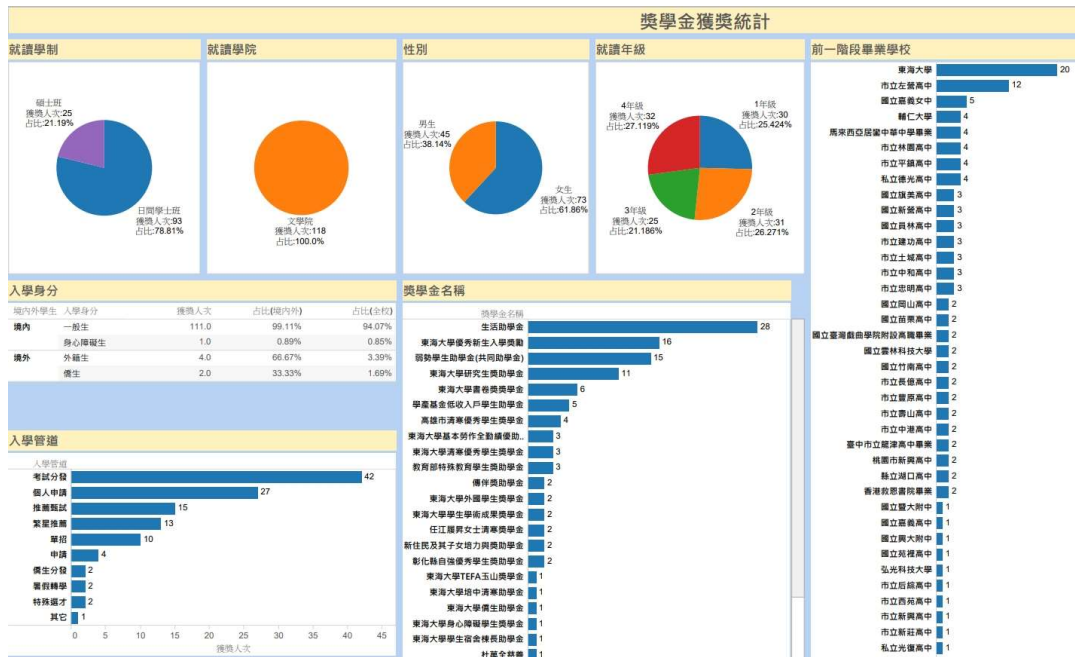 獎學金獲獎統計
就讀學制
碩士班
獲獎人次:25
占比:21.19%
日間學士班
獲獎人次:93
占比:78.81%
就讀學院
文學院
獲獎人次:118
占比:100.0%
性別
男生
獲獎人次:45
占比:38.14%
女生
獲獎人次:73
占比:61.86%
就讀年級
4年級
獲獎人次:32
占比:27.119%
1年級
獲獎人次:30
占比:25.424%
3年級
獲獎人次:25
占比:21.186%
2年級
獲獎人次:31
占比:26.271%
前一階段畢業學校
東海大學 20
市立左營高中 12
國立嘉義女中 5
輔仁大學 4
馬來西亞居鑾中華中學畢業 4
市立林園高中 4
市立平鎮高中 4
私立德光高中 4
國立旗美高中 3
國立新營高中 3
國立員林高中 3
市立建功高中 3
市立土城高中 3
市立中和高中 3
市立忠明高中 3
國立岡山高中 2
國立苗栗高中 2
國立臺灣戲曲學院附設高職畢業 2
國立雲林科技大學 2
國立竹南高中 2
市立長億高中 2
市立豐原高中 2
市立壽山高中 2
市立中港高中 2
臺中市立龍津高中畢業 2
桃園市新興高中 2
縣立湖口高中 2
香港救恩書院畢業 2
國立暨大附中 1
國立嘉義高中 1
國立興大附中 1
國立苑裡高中 1
弘光科技大學 1
市立后綜高中 1
市立西苑高中 1
市立新興高中 1
市立新莊高中 1
私立光復高中 1
入學身分
境內外學生 入學身分 獲獎人次 占比(境內外) 占比(全校)
境內 一般生 111.0 99.11% 94.07%
身心障礙生 1.0 0.89% 0.85%
境外 外籍生 4.0 66.67% 3.39%
僑生 2.0 33.33% 1.69%
入學管道
入學管道
考試分發 42
個人申請 27
推薦甄試 15
繁星推薦 13
單招 10
申請 4
僑生分發 2
暑假轉學 2
特殊選才 2
其它 1
0 5 10 15 20 25 30 35 40 45
獲獎人次
獎學金名稱
獎學金名稱
生活助學金 28
東海大學優秀新生入學獎勵 16
弱勢學生助學金(共同助學金) 15
東海大學研究生獎助學金 11
東海大學書卷獎獎學金 6
學產基金低收入戶學生助學金 5
高雄市清寒優秀學生獎學金 4
東海大學基本勞作全勤績優助.. 3
東海大學清寒優秀學生獎學金 3
教育部特殊教育學生獎助學金 3
傳伴獎助學金 2
東海大學外國學生獎學金 2
東海大學學生學術成果獎學金 2
任江履昇女士清寒獎學金 2
新住民及其子女培力與獎助學金 2
彰化縣自強優秀學生獎助學金 2
東海大學TEFA玉山獎學金 1
東海大學培中清寒助學金 1
東海大學僑生助學金 1
東海大學身心障礙學生獎學金 1
東海大學學生宿舍棟長助學金 1
杜萬全慈善 1